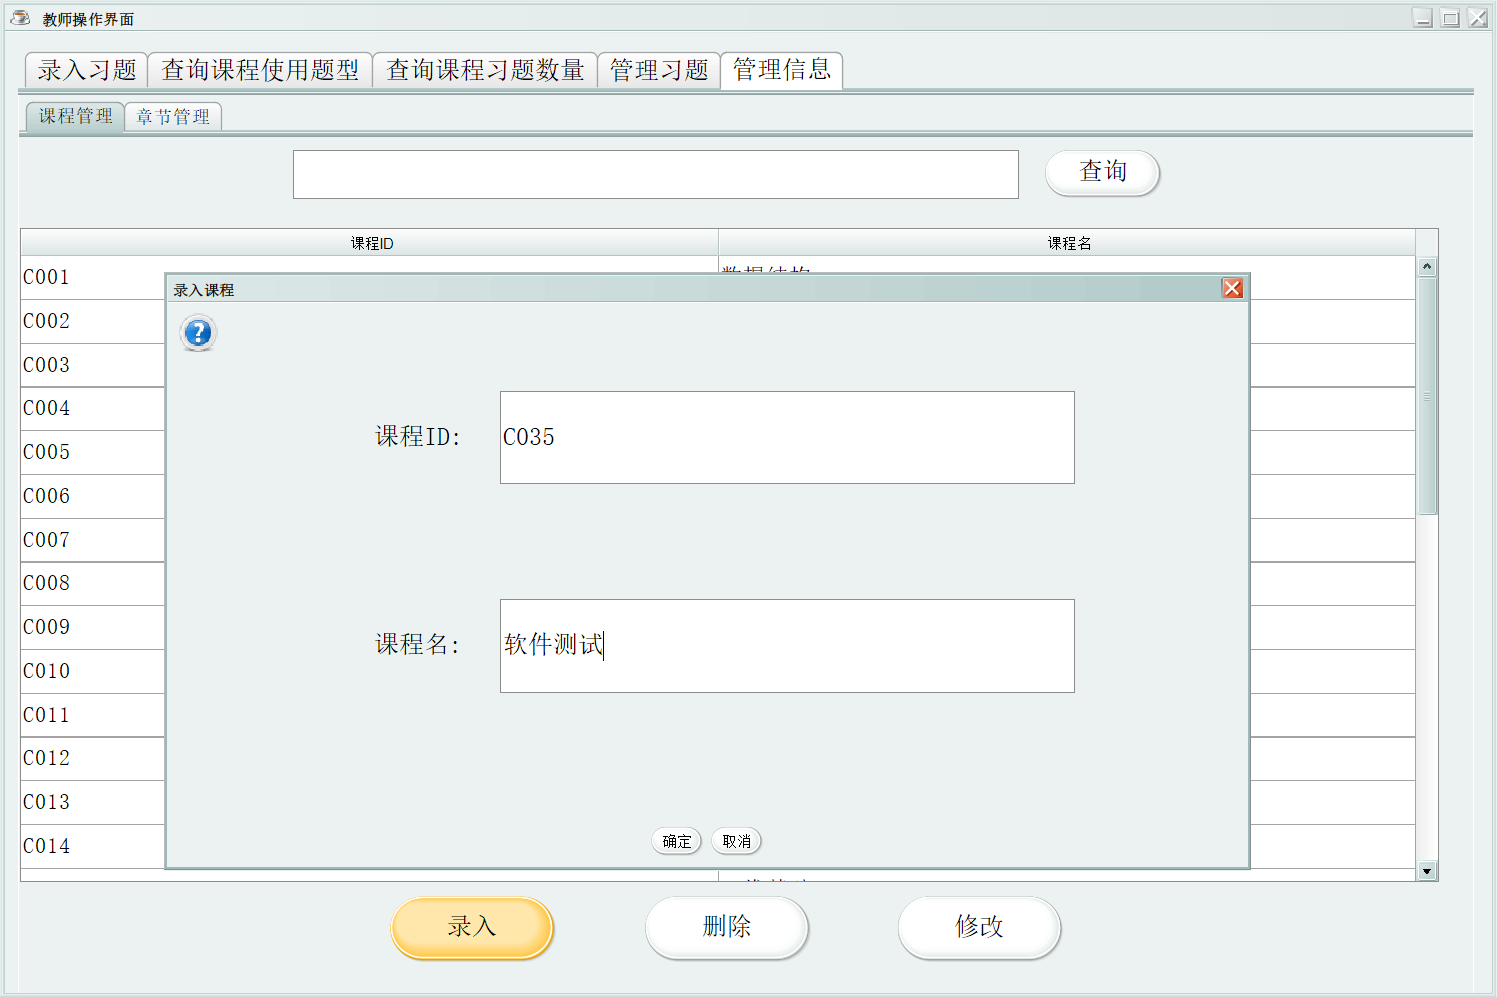 教师操作界面
录入习题 查询课程使用题型 查询课程习题数量 管理习题 管理信息
课程管理 章节管理
查询
课程ID 课程名
C001 数据结构
录入课程
C002
C003
C004
课程ID: C035
C005
C006
C007
C008
C009
课程名: 软件测试
C010
C011
C012
C013
C014
确定 取消
录入 删除 修改